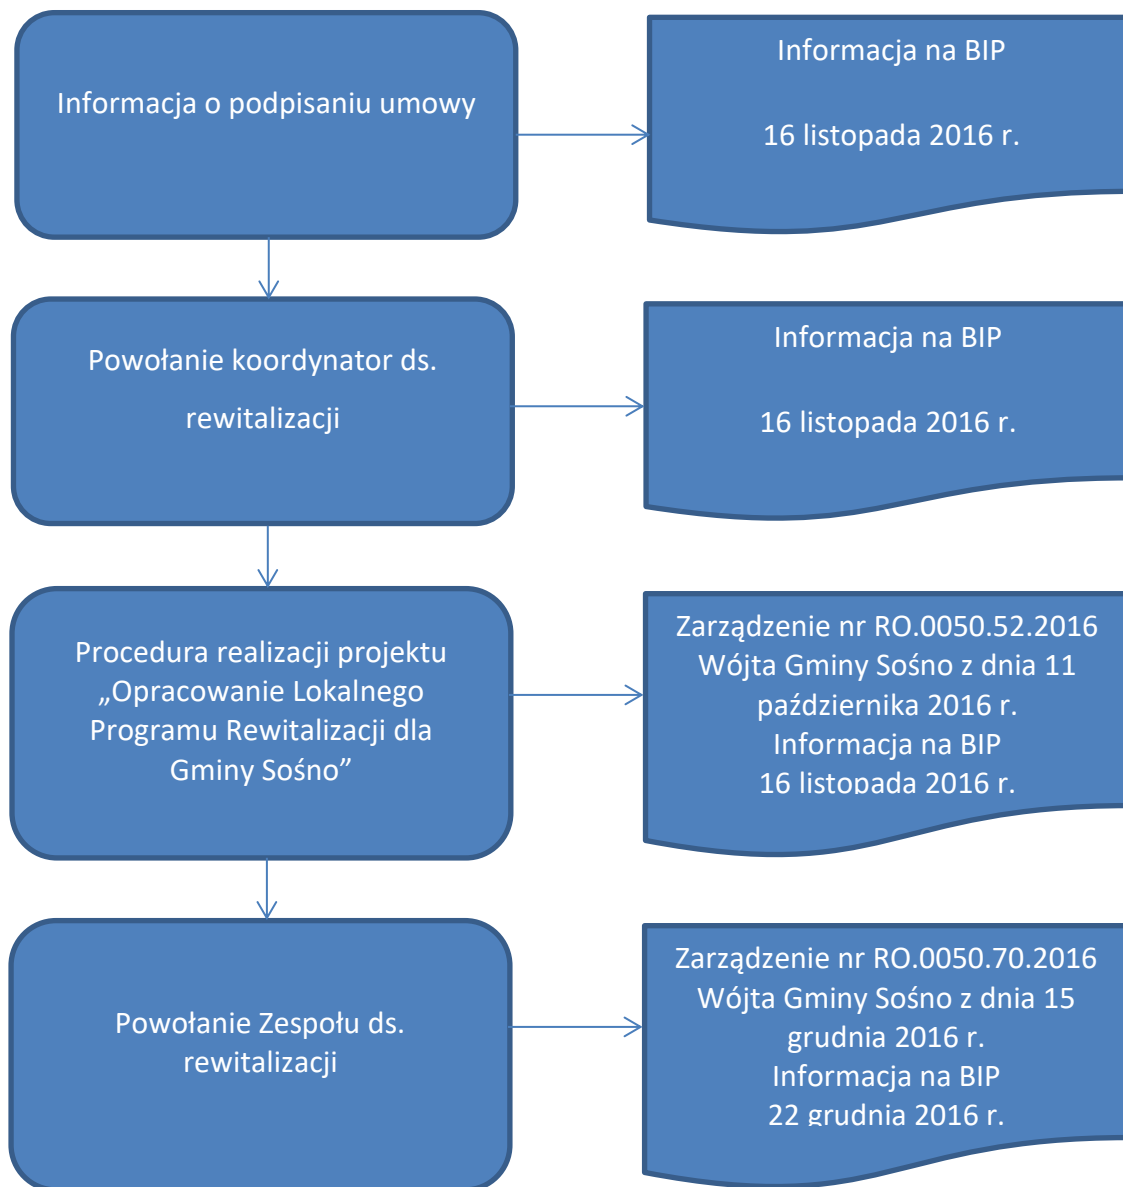 Informacja o podpisaniu umowy
Informacja na BIP
16 listopada 2016 r.
Powołanie koordynator ds.
rewitalizacji
Informacja na BIP
16 listopada 2016 r.
Procedura realizacji projektu
„Opracowanie Lokalnego
Programu Rewitalizacji dla
Gminy Sośno”
Zarządzenie nr RO.0050.52.2016
Wójta Gminy Sośno z dnia 11
października 2016 r.
Informacja na BIP
16 listopada 2016 r.
Powołanie Zespołu ds.
rewitalizacji
Zarządzenie nr RO.0050.70.2016
Wójta Gminy Sośno z dnia 15
grudnia 2016 r.
Informacja na BIP
22 grudnia 2016 r.